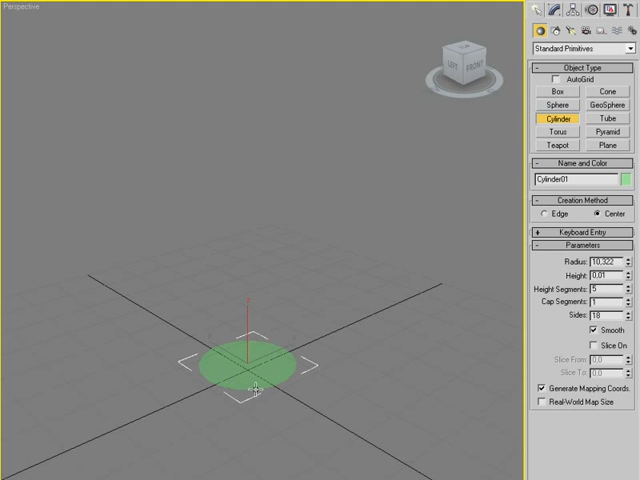 Perspective
LEFT
FRONT
Standard Primitives
- Object Type
AutoGrid
Box Cone
Sphere GeoSphere
Cylinder Tube
Torus Pyramid
Teapot Plane
- Name and Color
Cylinder01
- Creation Method
Edge Center
+ Keyboard Entry
- Parameters
Radius: 10,322
Height: 0,01
Height Segments: 5
Cap Segments: 1
Sides: 18
Smooth
Slice On
Slice From: 0,0
Slice To: 0,0
Generate Mapping Coords.
Real-World Map Size